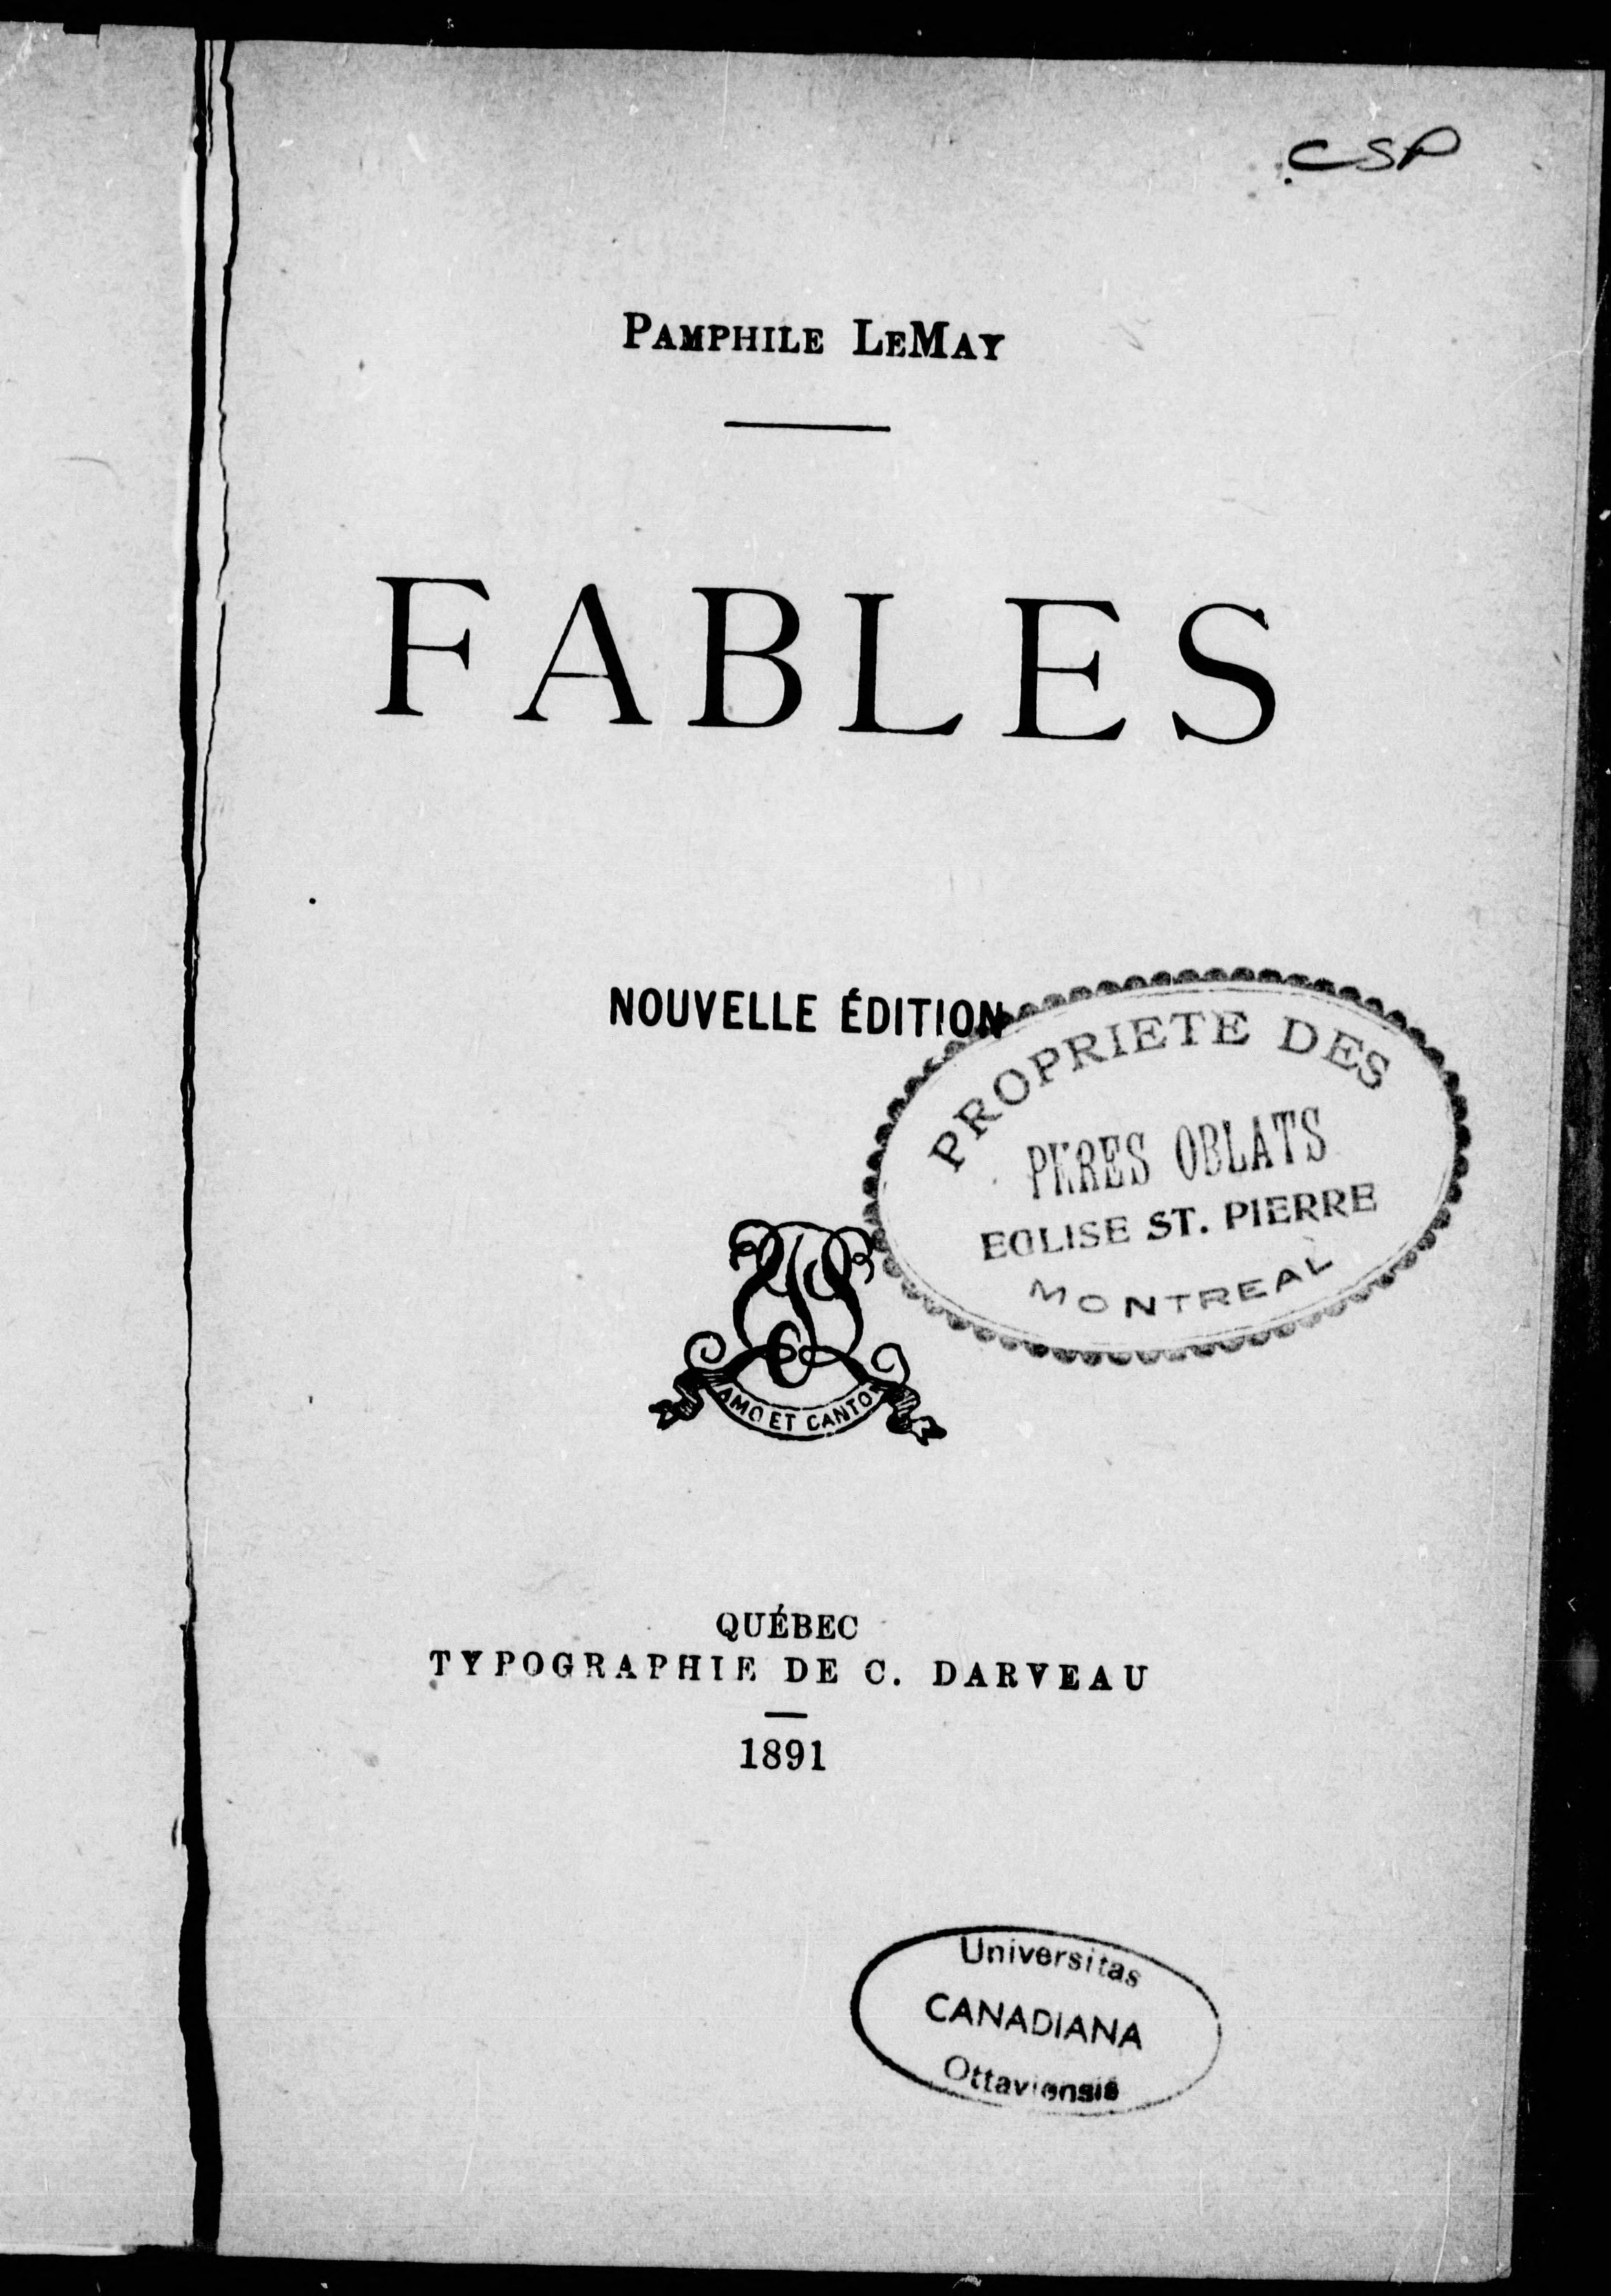 CSP
PAMPHILE LEMAY
FABLES
NOUVELLE ÉDITION
PROPRIETE DES
PERES OBLATS
EGLISE ST. PIERRE
MONTREAL
AMO ET CANTO
QUÉBEC
TYPOGRAPHIE DE C. DARVEAU
1891
Universitas
CANADIANA
Ottaviensis